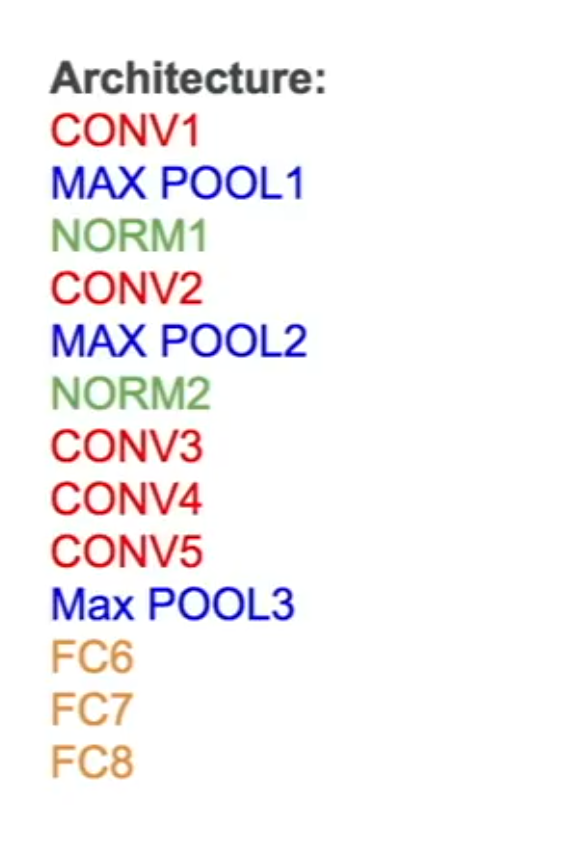 Architecture:
CONV1
MAX POOL1
NORM1
CONV2
MAX POOL2
NORM2
CONV3
CONV4
CONV5
Max POOL3
FC6
FC7
FC8